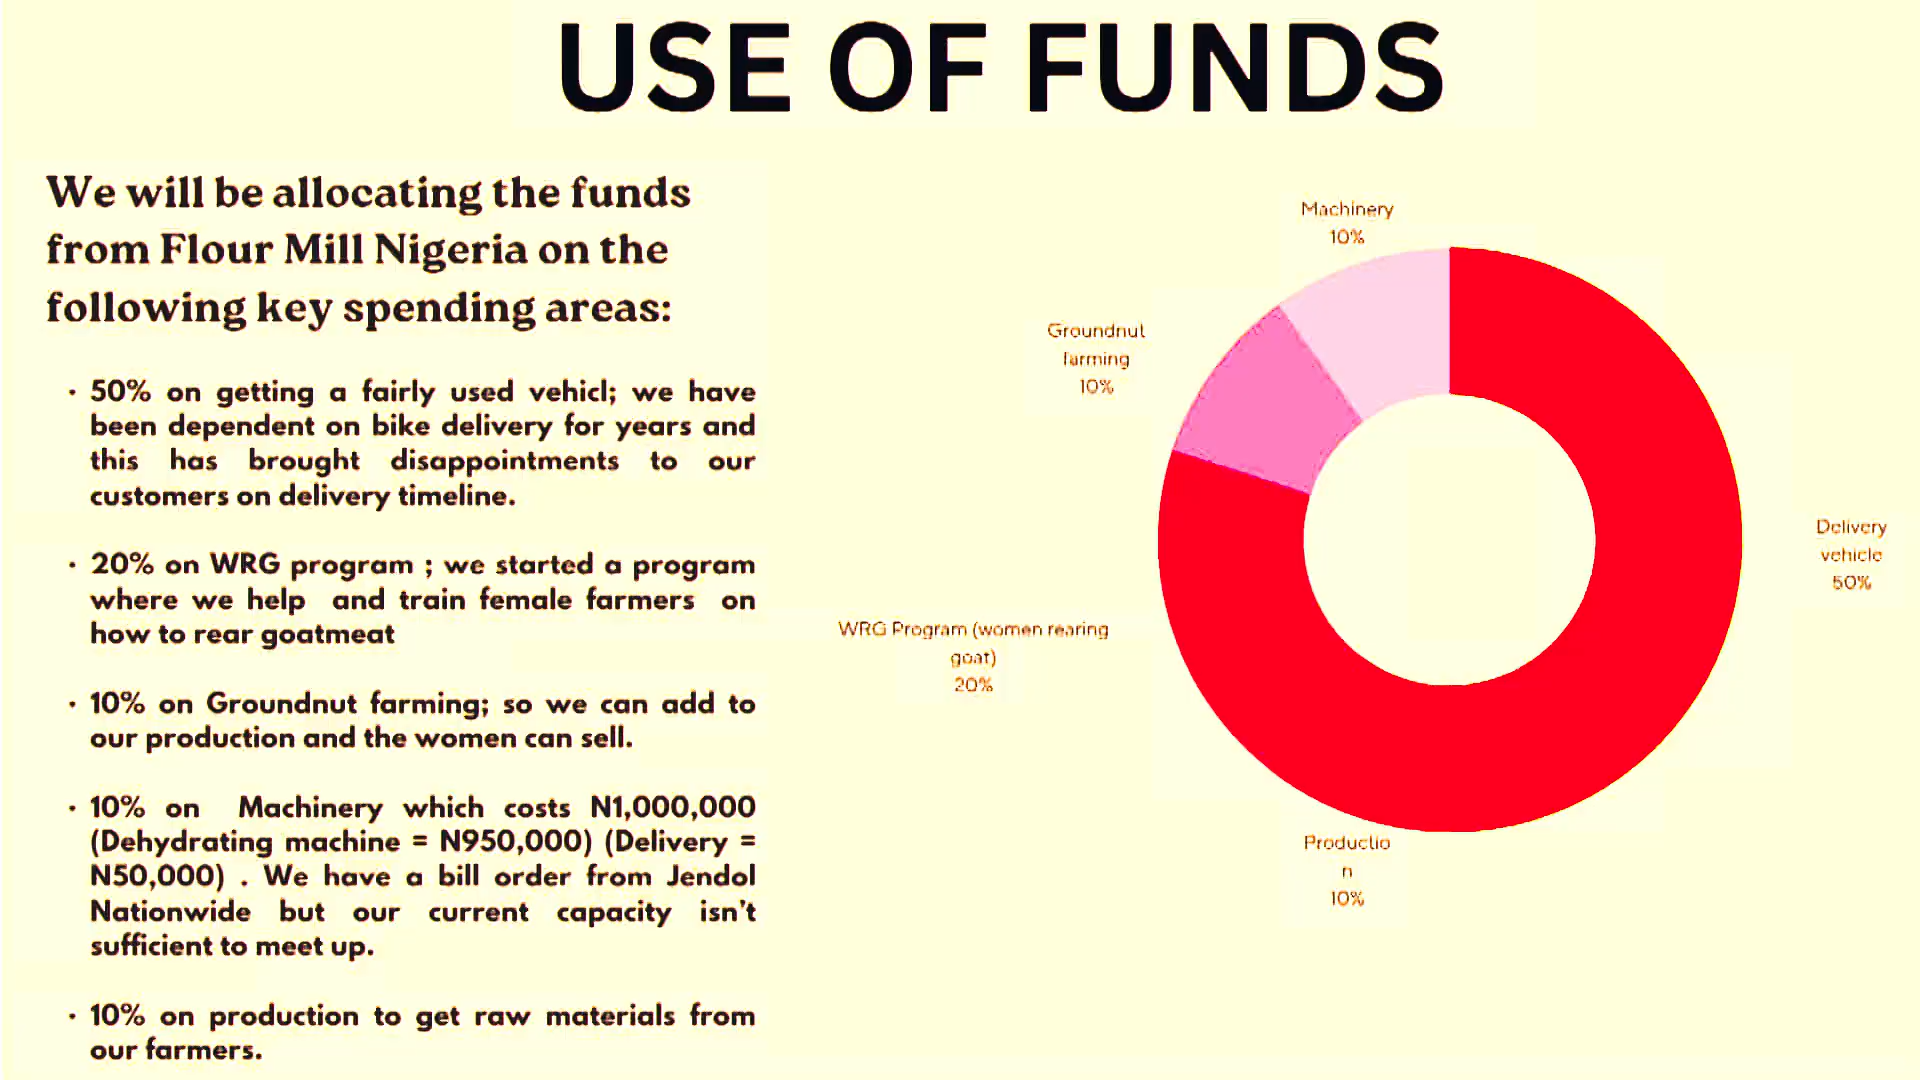 USE OF FUNDS
We will be allocating the funds
from Flour Mill Nigeria on the
following key spending areas:
• 50% on getting a fairly used vehicl; we have
been dependent on bike delivery for years and
this has brought disappointments to our
customers on delivery timeline.
• 20% on WRG program ; we started a program
where we help and train female farmers on
how to rear goatmeat
• 10% on Groundnut farming; so we can add to
our production and the women can sell.
• 10% on Machinery which costs N1,000,000
(Dehydrating machine = N950,000) (Delivery =
N50,000) . We have a bill order from Jendol
Nationwide but our current capacity isn't
sufficient to meet up.
• 10% on production to get raw materials from
our farmers.
Machinery
10%
Groundnut
farming
10%
Delivery
vehicle
50%
WRG Program (women rearing
goat)
20%
Productio
n
10%